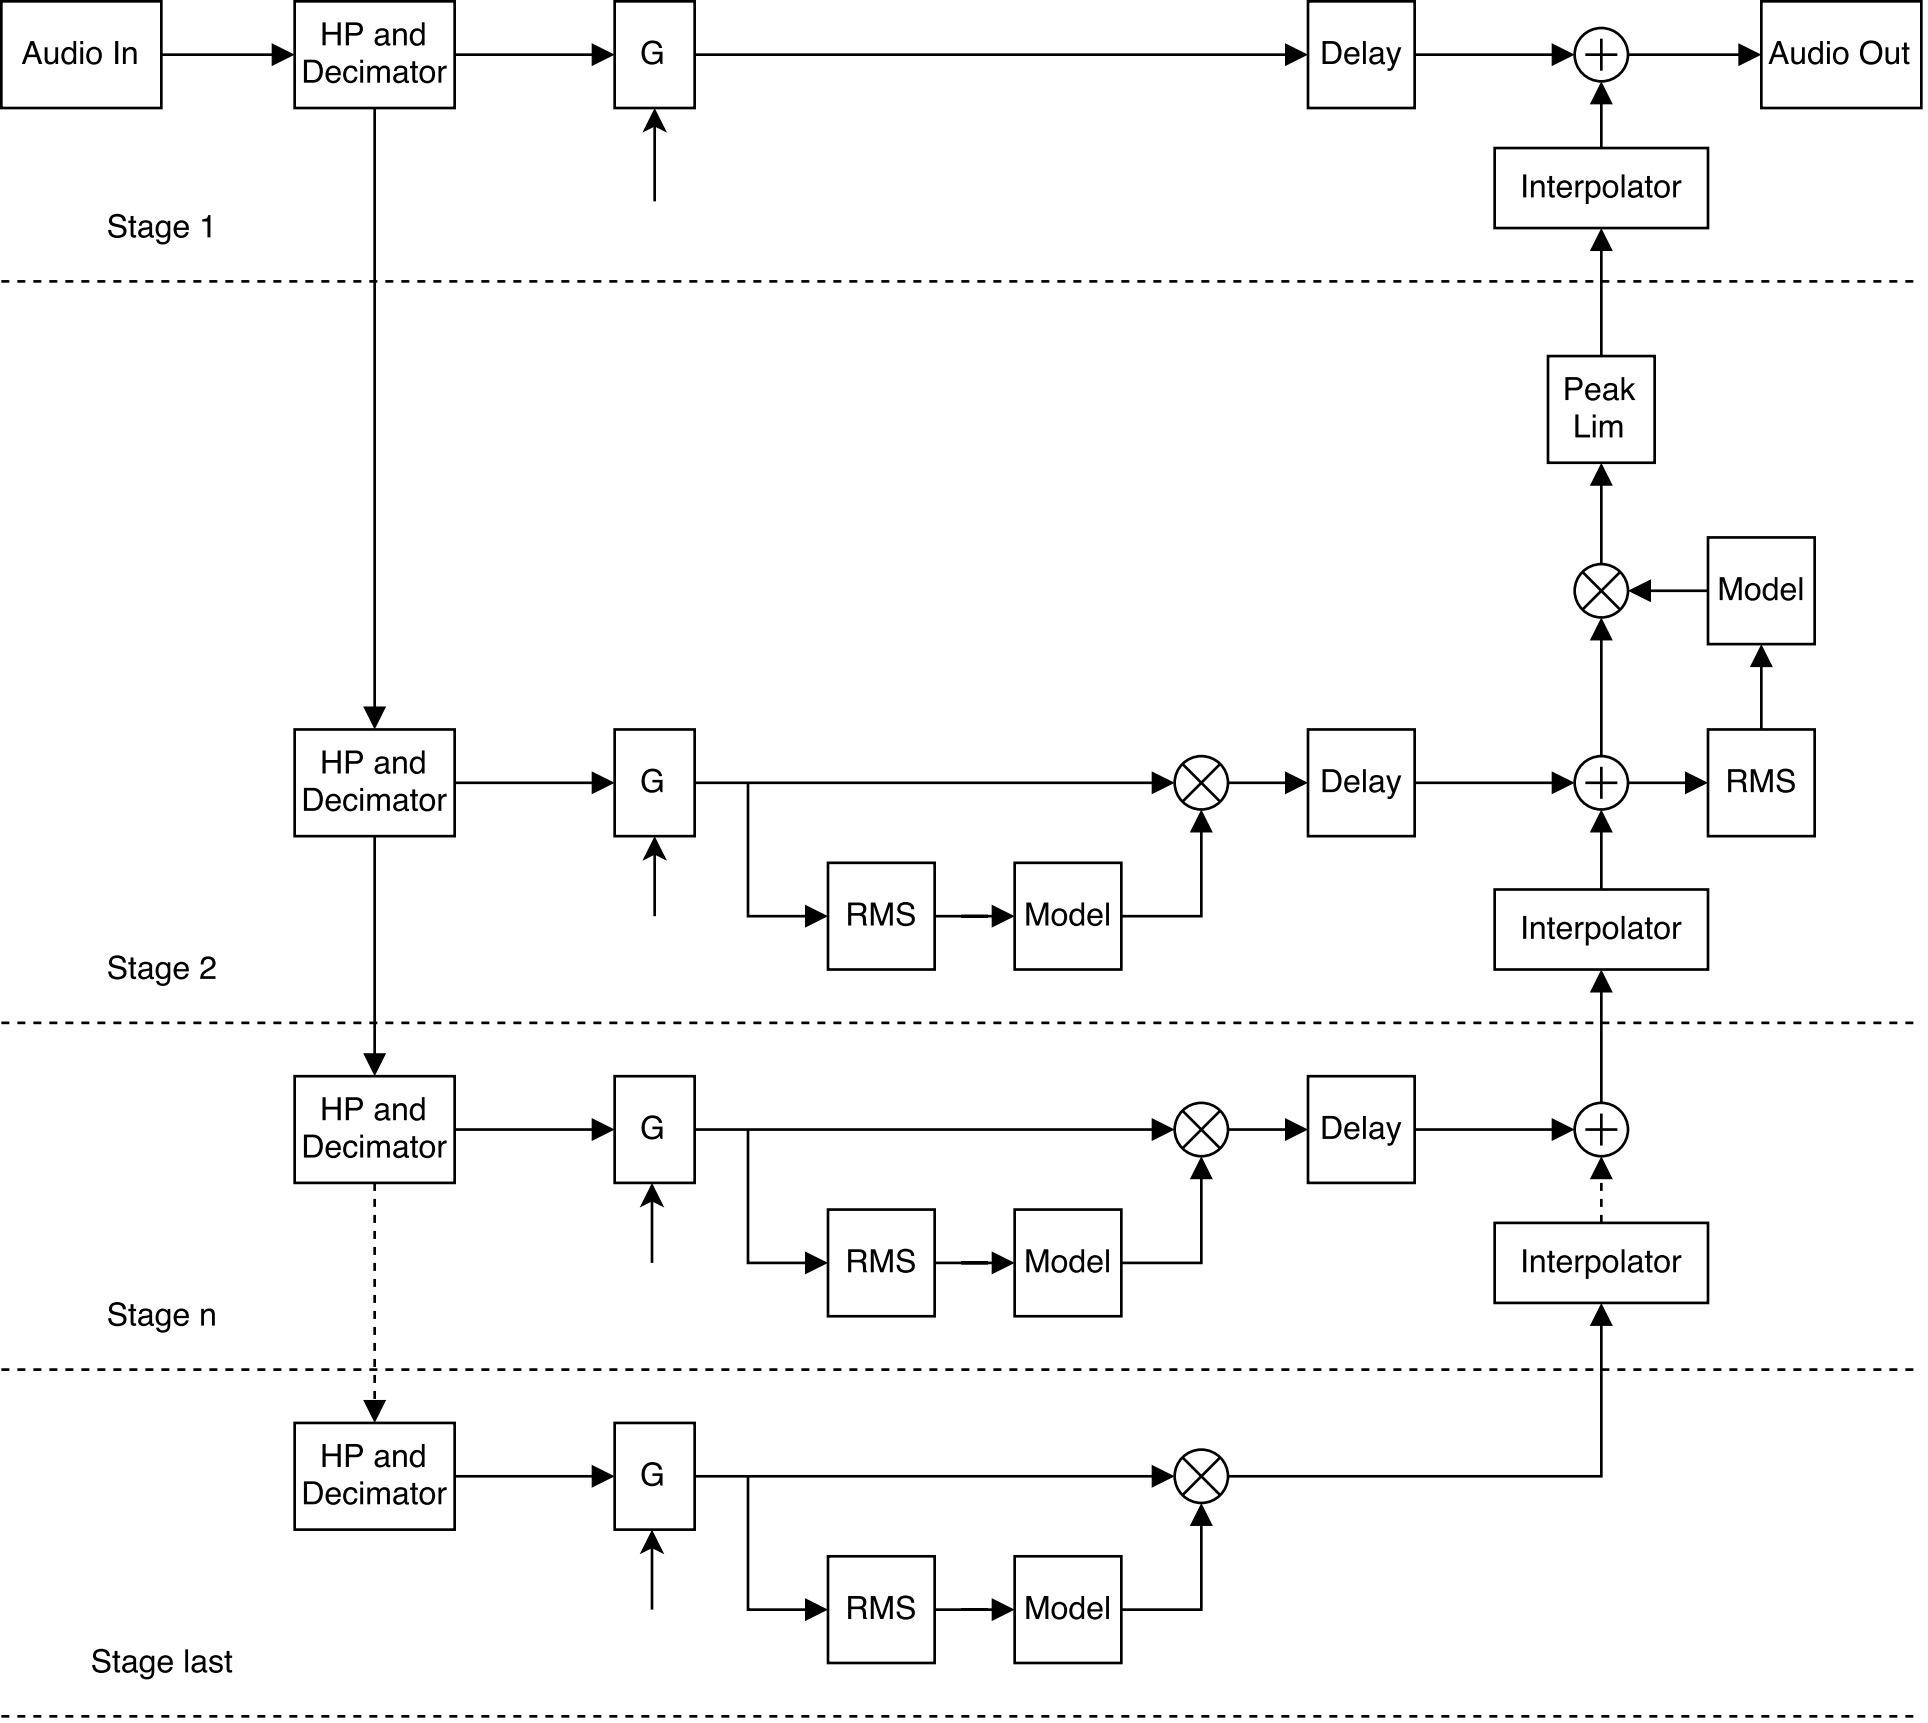 Audio In
HP and
Decimator
G
Delay
Audio Out
Interpolator
Stage 1
Peak
Lim
Model
HP and
Decimator
G
Delay
RMS
RMS
Model
Interpolator
Stage 2
HP and
Decimator
G
Delay
RMS
Model
Interpolator
Stage n
HP and
Decimator
G
RMS
Model
Stage last